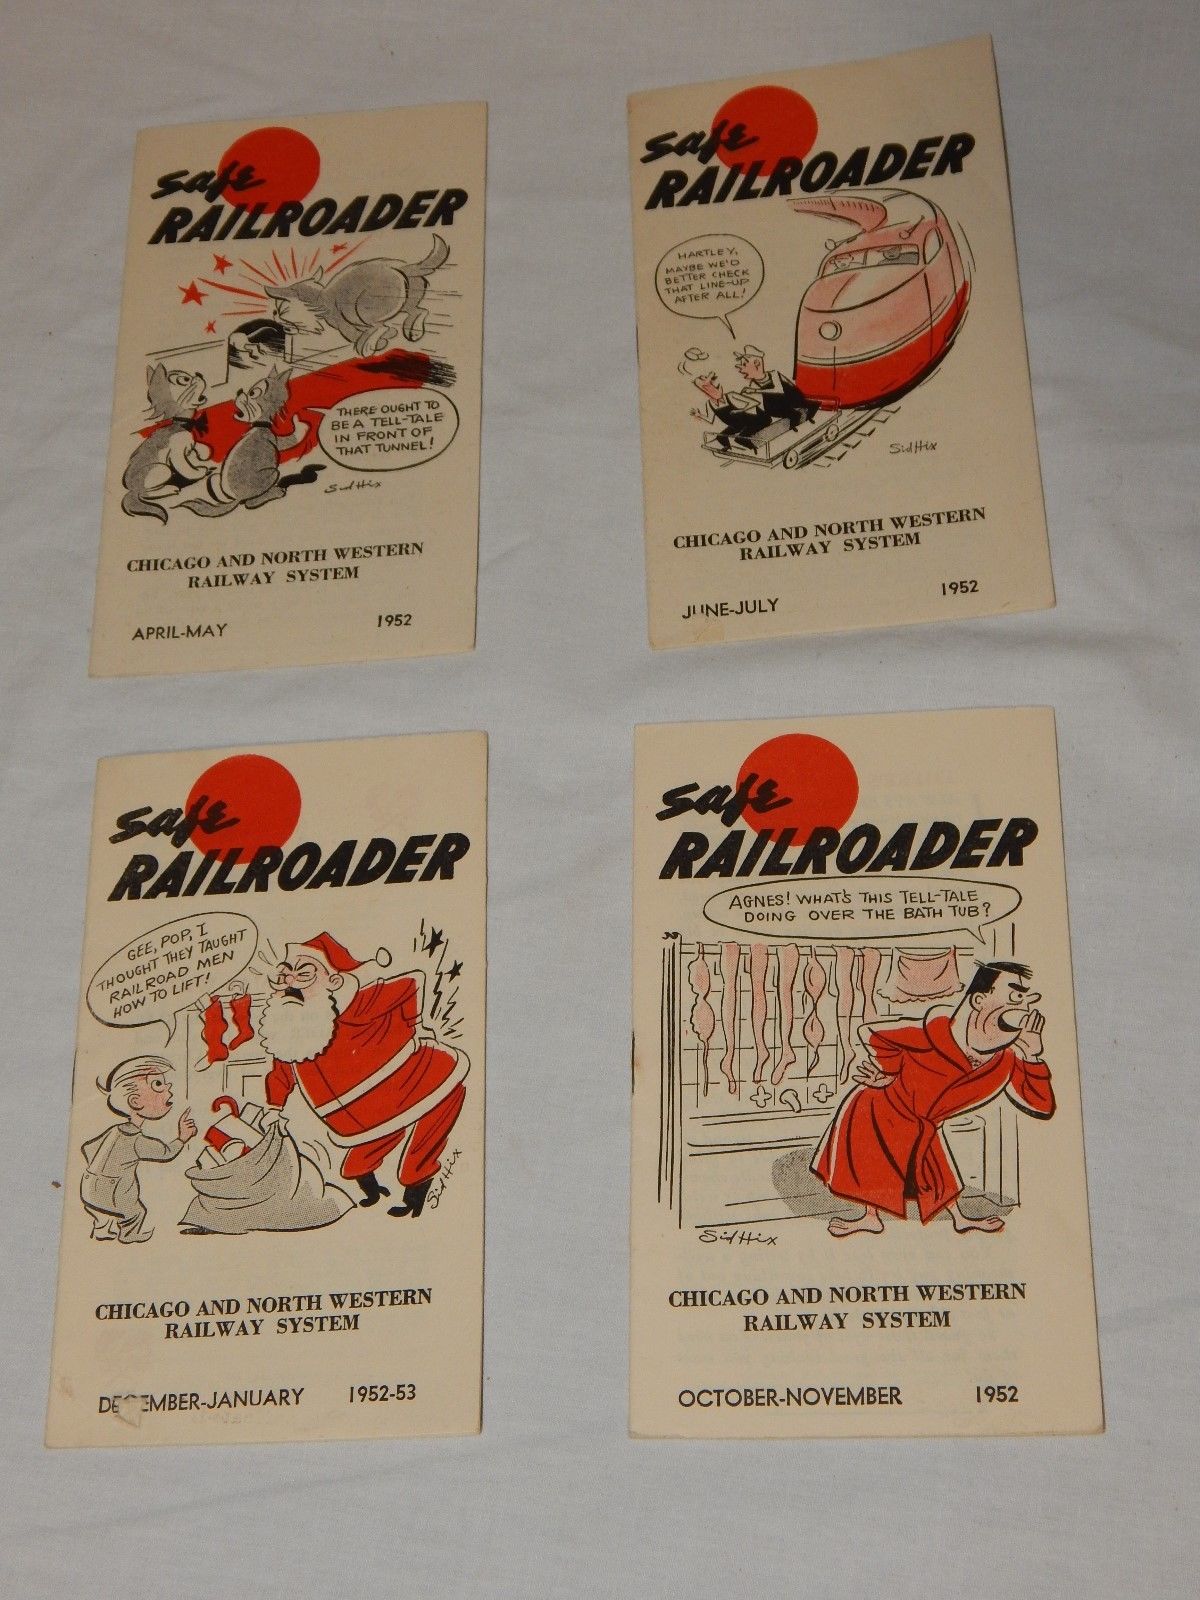 Safe
RAILROADER
THERE OUGHT TO
BE A TELL-TALE
IN FRONT OF
THAT TUNNEL!
Sid Hix
CHICAGO AND NORTH WESTERN
RAILWAY SYSTEM
APRIL-MAY 1952
Safe
RAILROADER
HARTLEY,
MAYBE WE'D
BETTER CHECK
THAT LINE-UP
AFTER ALL!
Sid Hix
CHICAGO AND NORTH WESTERN
RAILWAY SYSTEM
JUNE-JULY 1952
Safe
RAILROADER
GEE, POP, I
THOUGHT THEY TAUGHT
RAILROAD MEN
HOW TO LIFT!
Sid Hix
CHICAGO AND NORTH WESTERN
RAILWAY SYSTEM
DECEMBER-JANUARY 1952-53
Safe
RAILROADER
AGNES! WHAT'S THIS TELL-TALE
DOING OVER THE BATH TUB?
Sid Hix
CHICAGO AND NORTH WESTERN
RAILWAY SYSTEM
OCTOBER-NOVEMBER 1952